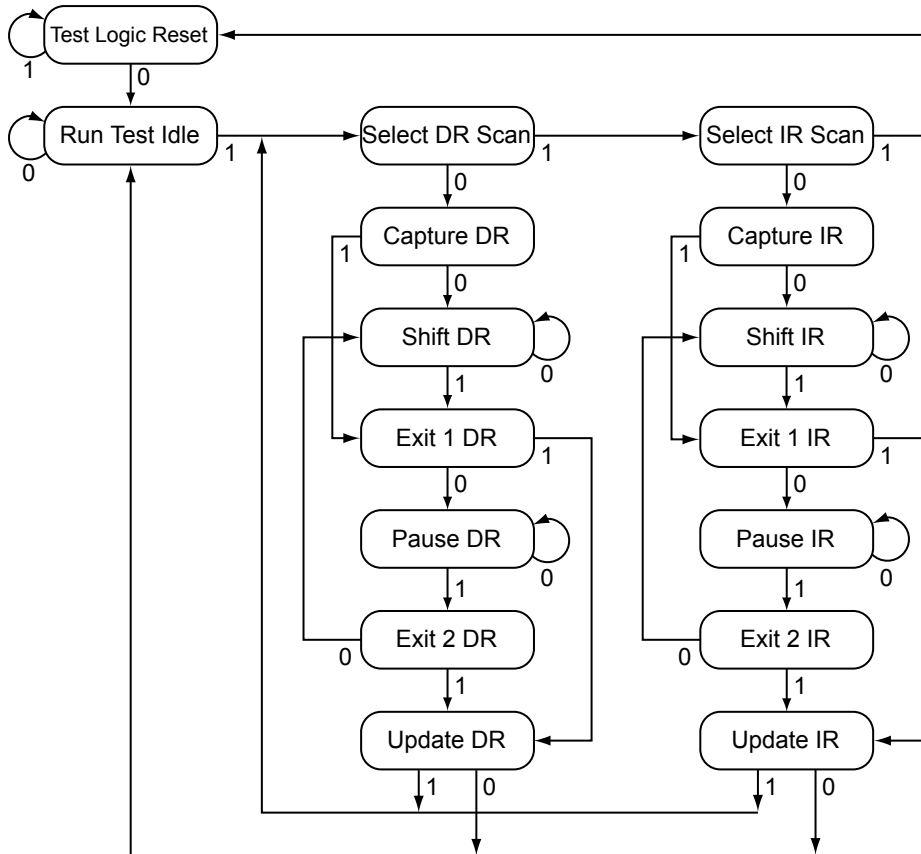 Test Logic Reset
1
0
Run Test Idle
0
1
Select DR Scan
1
Select IR Scan
1
0
0
Capture DR
1
0
Capture IR
1
0
Shift DR
0
1
Shift IR
0
1
Exit 1 DR
1
0
Exit 1 IR
1
0
Pause DR
0
1
Pause IR
0
1
Exit 2 DR
0
1
Exit 2 IR
0
1
Update DR
1
0
Update IR
1
0